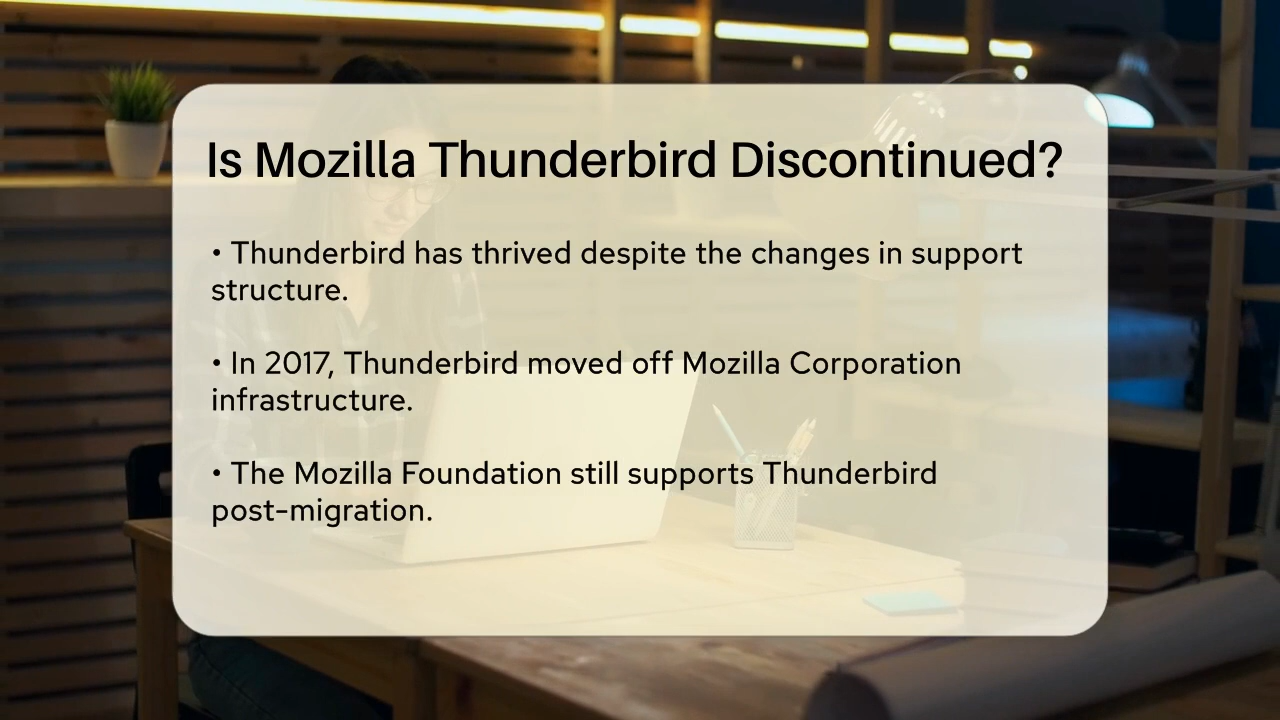 Is Mozilla Thunderbird Discontinued?
• Thunderbird has thrived despite the changes in support
structure.
• In 2017, Thunderbird moved off Mozilla Corporation
infrastructure.
• The Mozilla Foundation still supports Thunderbird
post-migration.